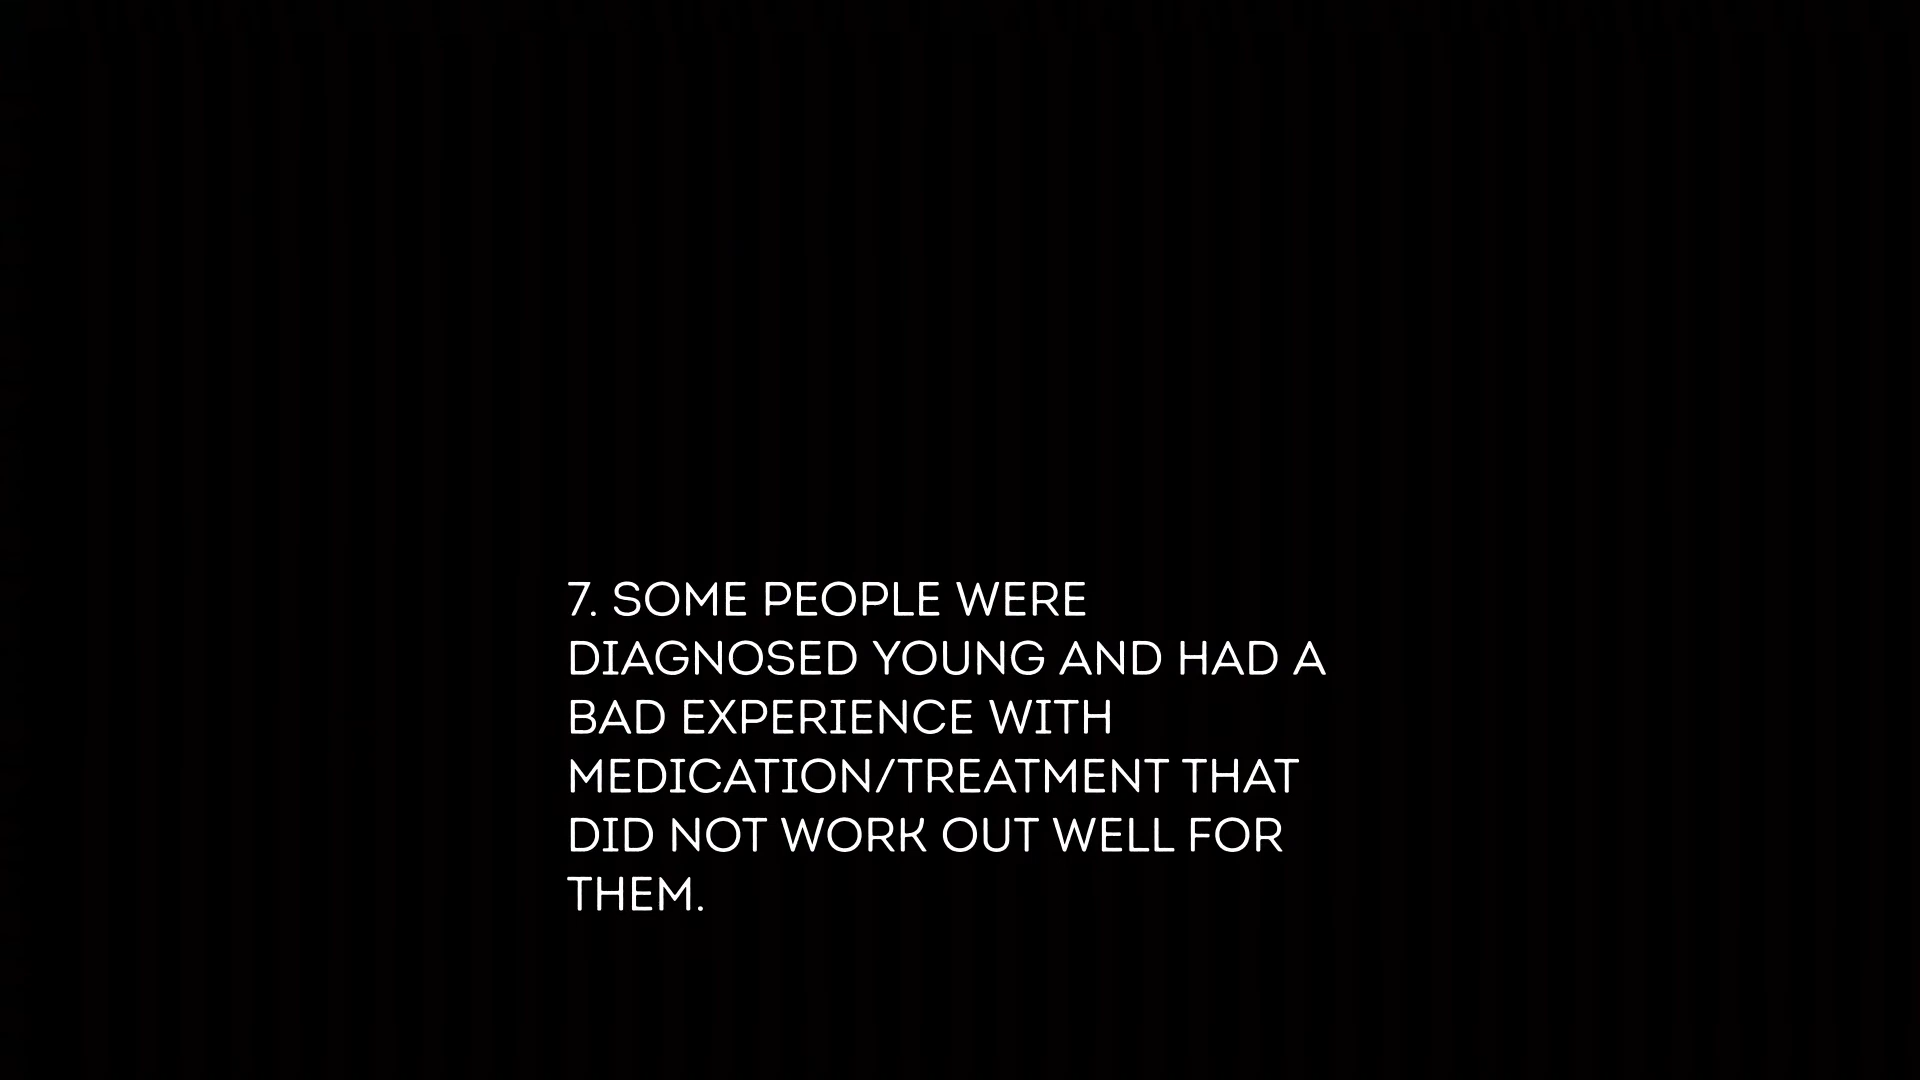 7. SOME PEOPLE WERE
DIAGNOSED YOUNG AND HAD A
BAD EXPERIENCE WITH
MEDICATION/TREATMENT THAT
DID NOT WORK OUT WELL FOR
THEM.